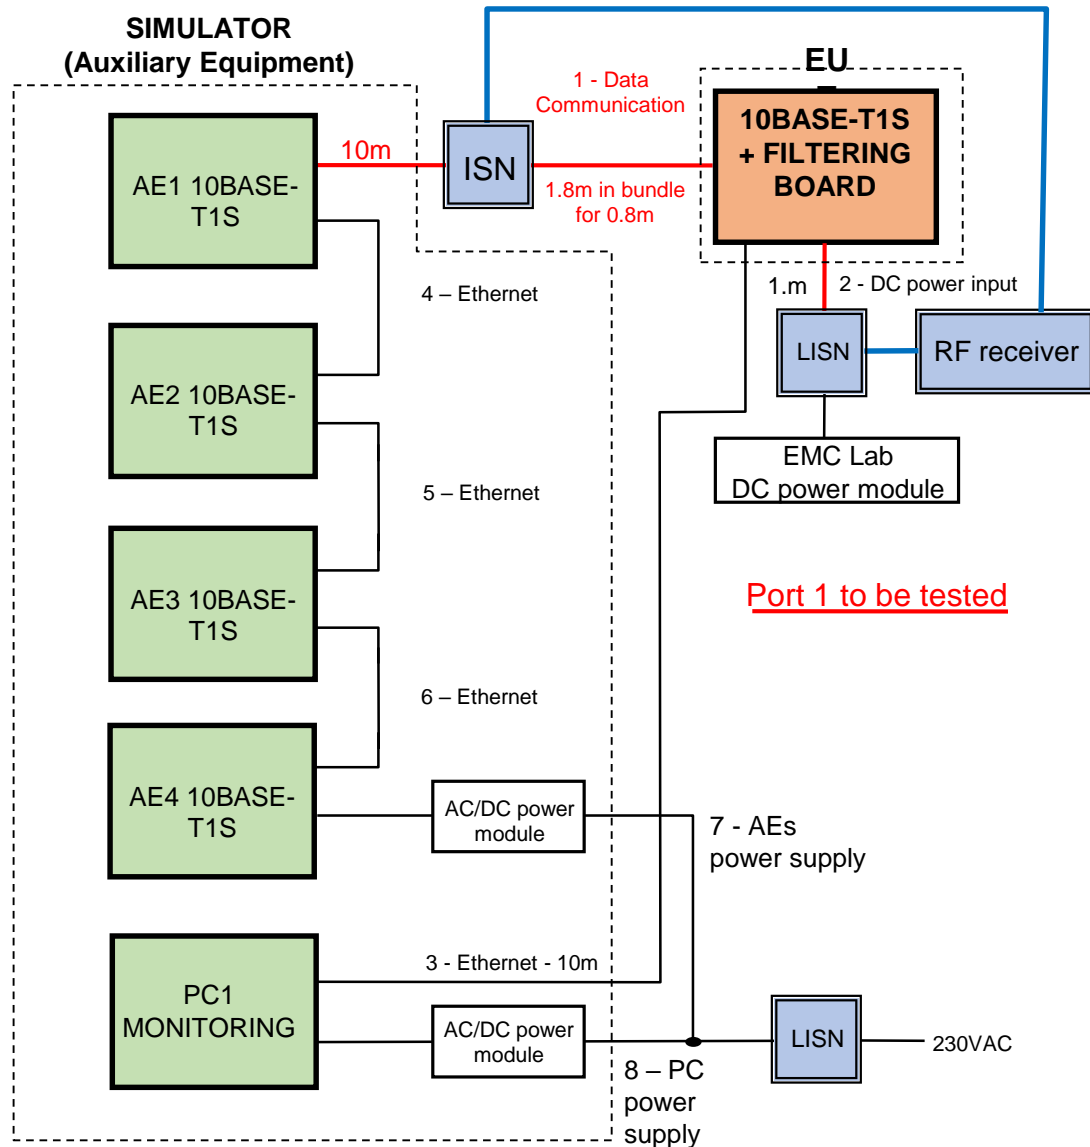 SIMULATOR
(Auxiliary Equipment)
1 - Data
Communication
EU
10BASE-T1S
+ FILTERING
BOARD
10m
ISN
AE1 10BASE-
T1S
1.8m in bundle
for 0.8m
4 – Ethernet
1.m
2 - DC power input
LISN
RF receiver
AE2 10BASE-
T1S
EMC Lab
DC power module
5 – Ethernet
AE3 10BASE-
T1S
Port 1 to be tested
6 – Ethernet
AE4 10BASE-
T1S
AC/DC power
module
7 - AEs
power supply
3 - Ethernet - 10m
PC1
MONITORING
AC/DC power
module
LISN
230VAC
8 – PC
power
supply